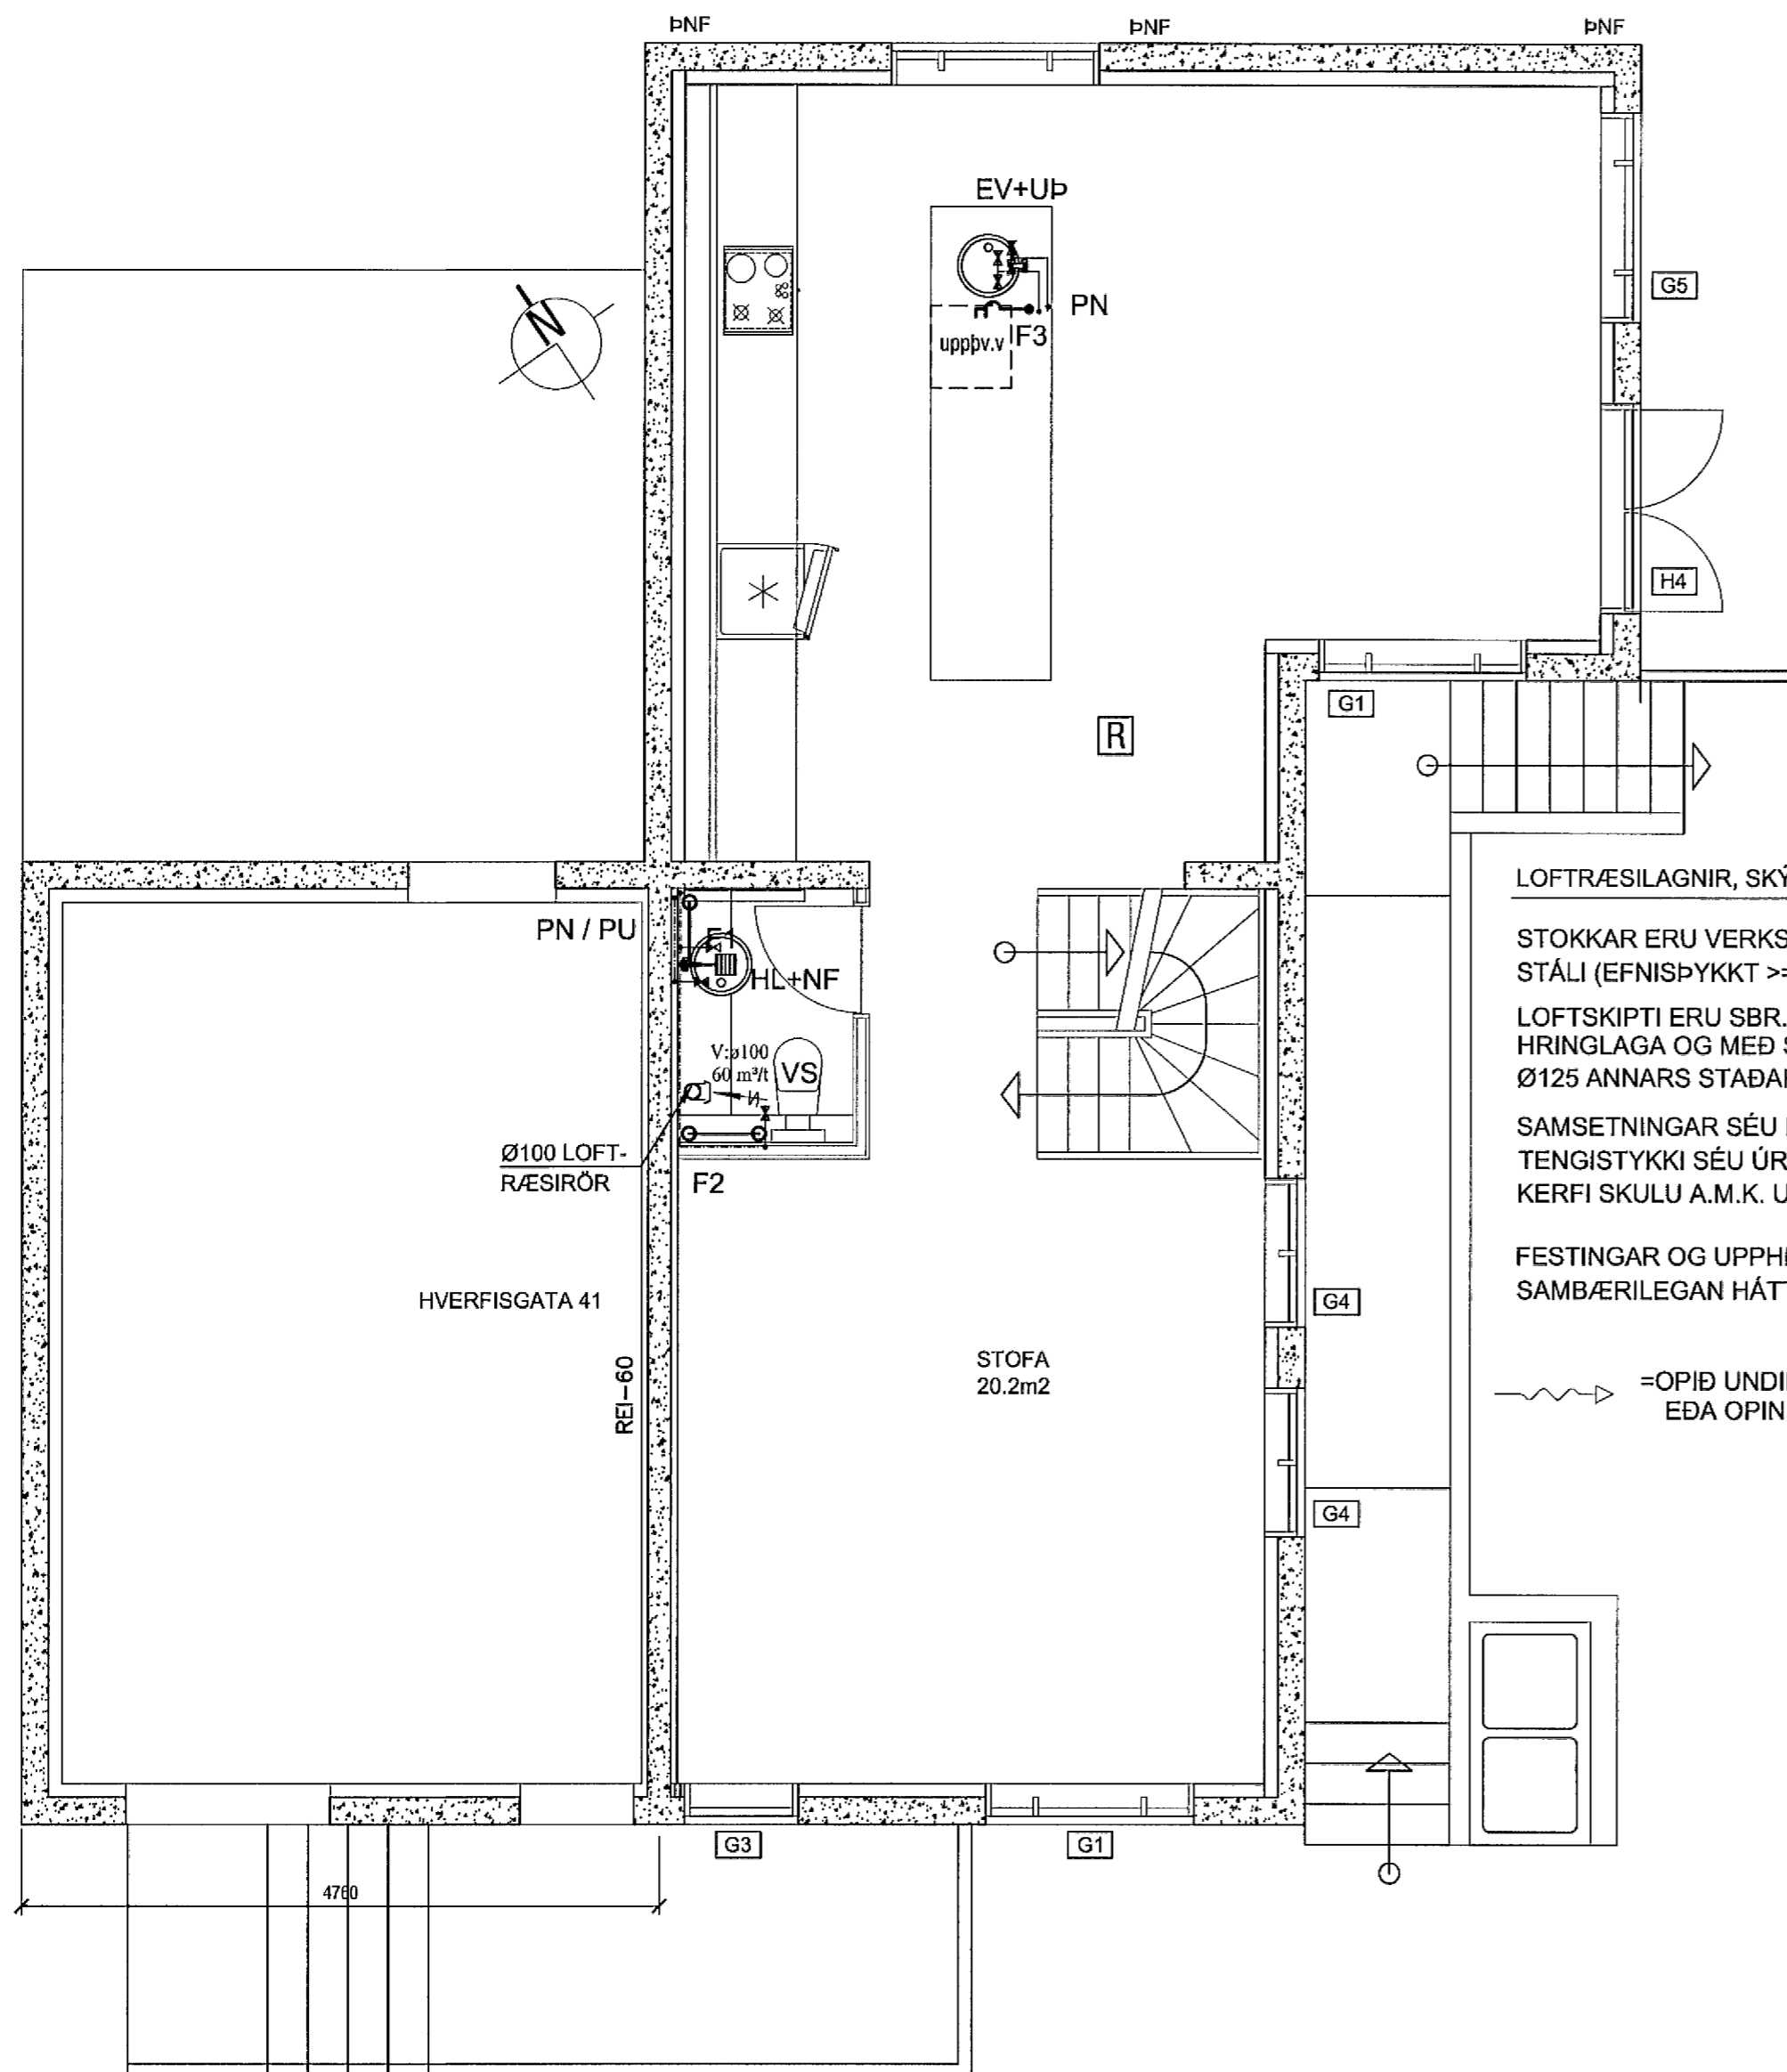 ÞNF
ÞNF
ÞNF
EV+UÞ
N
G5
PN
F3
uppþv.v
H4
G1
R
LOFTRÆSILAGNIR, SKÝ
PN / PU
STOKKAR ERU VERKS
STÁLI (EFNISÞYKKT >=
HL+NF
LOFTSKIPTI ERU SBR.
HRINGLAGA OG MEÐ S
Ø125 ANNARS STAÐAR
V:ø100
60 m³/t
VS
SAMSETNINGAR SÉU
TENGISTYKKI SÉU ÚR
KERFI SKULU A.M.K. U
Ø100 LOFT-
RÆSIRÖR
F2
FESTINGAR OG UPPH
SAMBÆRILEGAN HÁTT
HVERFISGATA 41
G4
STOFA
20.2m2
REI-60
=OPIÐ UNDI
EÐA OPIN
G4
G3
G1
4760